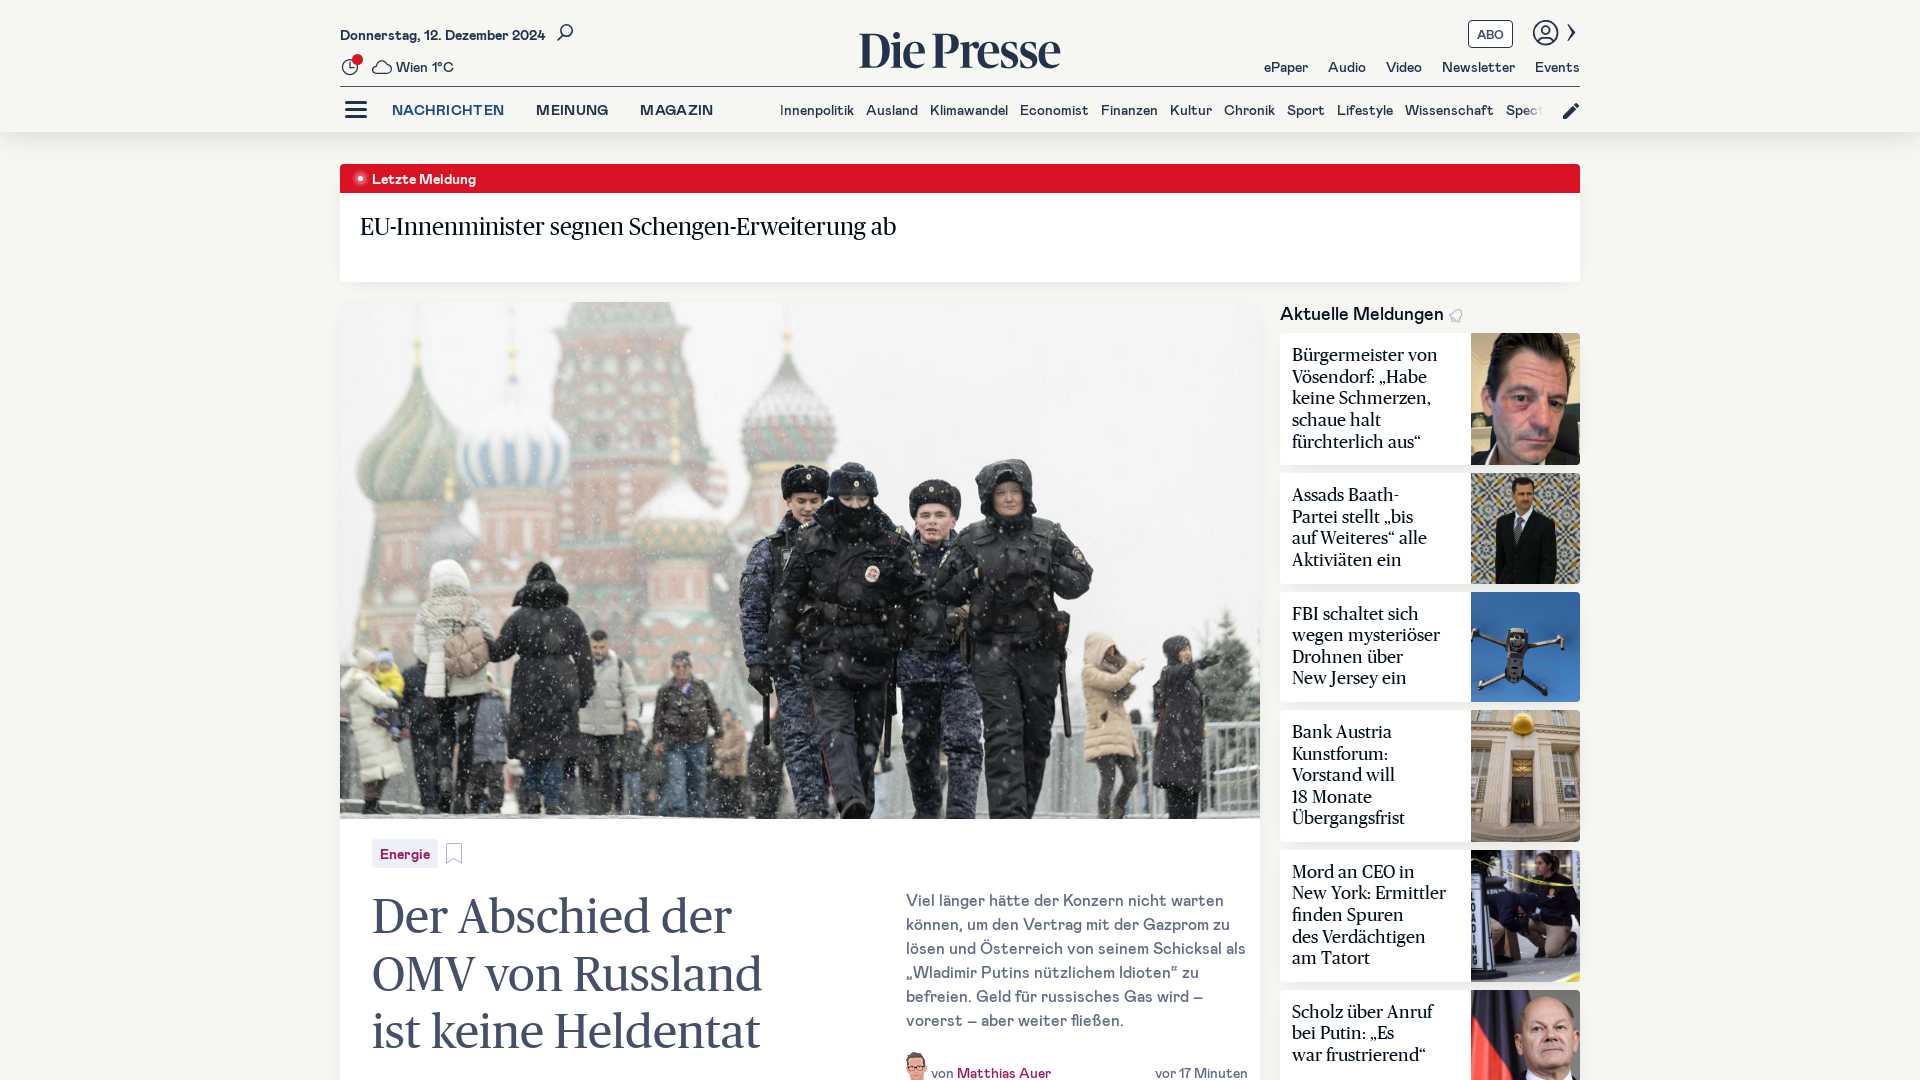 Donnerstag, 12. Dezember 2024
Die Presse
ABO
Wien 1°C
ePaper Audio Video Newsletter Events
NACHRICHTEN MEINUNG MAGAZIN
Innenpolitik Ausland Klimawandel Economist Finanzen Kultur Chronik Sport Lifestyle Wissenschaft Spect
Letzte Meldung
EU-Innenminister segnen Schengen-Erweiterung ab
Energie
Der Abschied der
OMV von Russland
ist keine Heldentat
Viel länger hätte der Konzern nicht warten
können, um den Vertrag mit der Gazprom zu
lösen und Österreich von seinem Schicksal als
„Wladimir Putins nützlichem Idioten“ zu
befreien. Geld für russisches Gas wird –
vorerst – aber weiter fließen.
von Matthias Auer
vor 17 Minuten
Aktuelle Meldungen
Bürgermeister von
Vösendorf: „Habe
keine Schmerzen,
schaue halt
fürchterlich aus“
Assads Baath-
Partei stellt „bis
auf Weiteres“ alle
Aktiviäten ein
FBI schaltet sich
wegen mysteriöser
Drohnen über
New Jersey ein
Bank Austria
Kunstforum:
Vorstand will
18 Monate
Übergangsfrist
Mord an CEO in
New York: Ermittler
finden Spuren
des Verdächtigen
am Tatort
LOADING
Scholz über Anruf
bei Putin: „Es
war frustrierend“